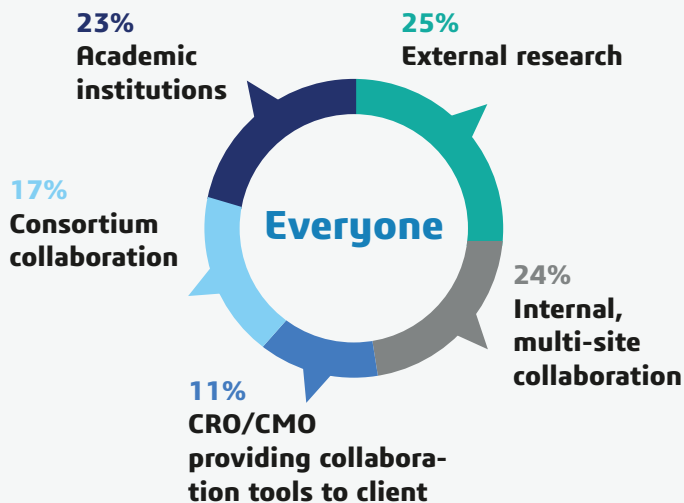 23%
Academic
institutions
25%
External research
17%
Consortium
collaboration
Everyone
24%
Internal,
multi-site
collaboration
11%
CRO/CMO
providing collabora-
tion tools to client